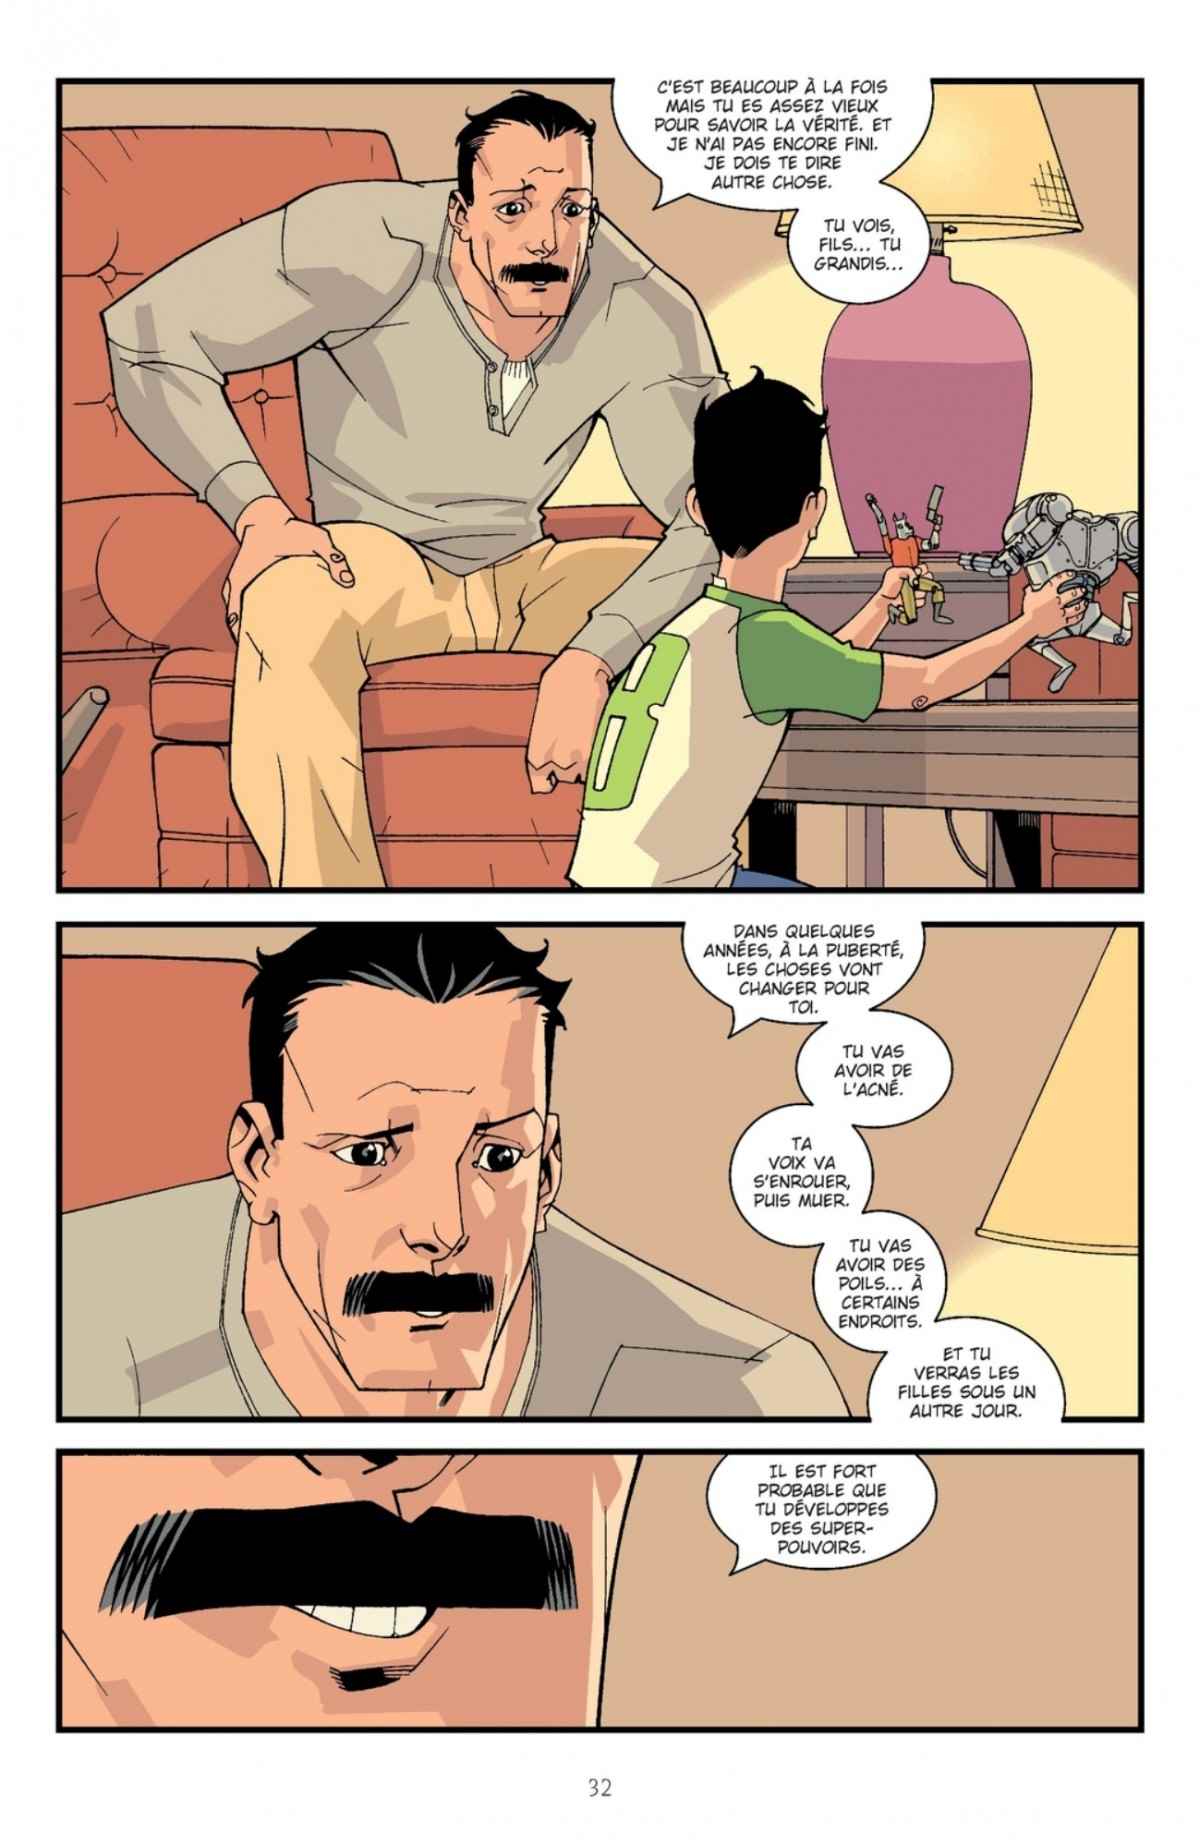 C'EST BEAUCOUP À LA FOIS
MAIS TU ES ASSEZ VIEUX
POUR SAVOIR LA VÉRITÉ. ET
JE N'AI PAS ENCORE FINI.
JE DOIS TE DIRE
AUTRE CHOSE.
TU VOIS,
FILS... TU
GRANDIS...
DANS QUELQUES
ANNÉES, À LA PUBERTÉ,
LES CHOSES VONT
CHANGER POUR
TOI.
TU VAS
AVOIR DE
L'ACNÉ.
TA
VOIX VA
S'ENROUER,
PUIS MUER.
TU VAS
AVOIR DES
POILS... À
CERTAINS
ENDROITS.
ET TU
VERRAS LES
FILLES SOUS UN
AUTRE JOUR.
IL EST FORT
PROBABLE QUE
TU DÉVELOPPES
DES SUPER-
POUVOIRS.
32